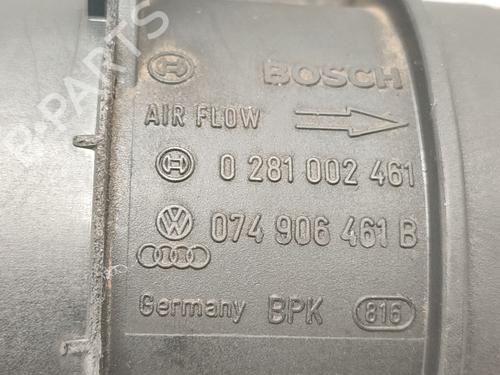 B-PARTS
BOSCH
AIR FLOW
0 281 002 461
074 906 461 B
Germany BPK 816